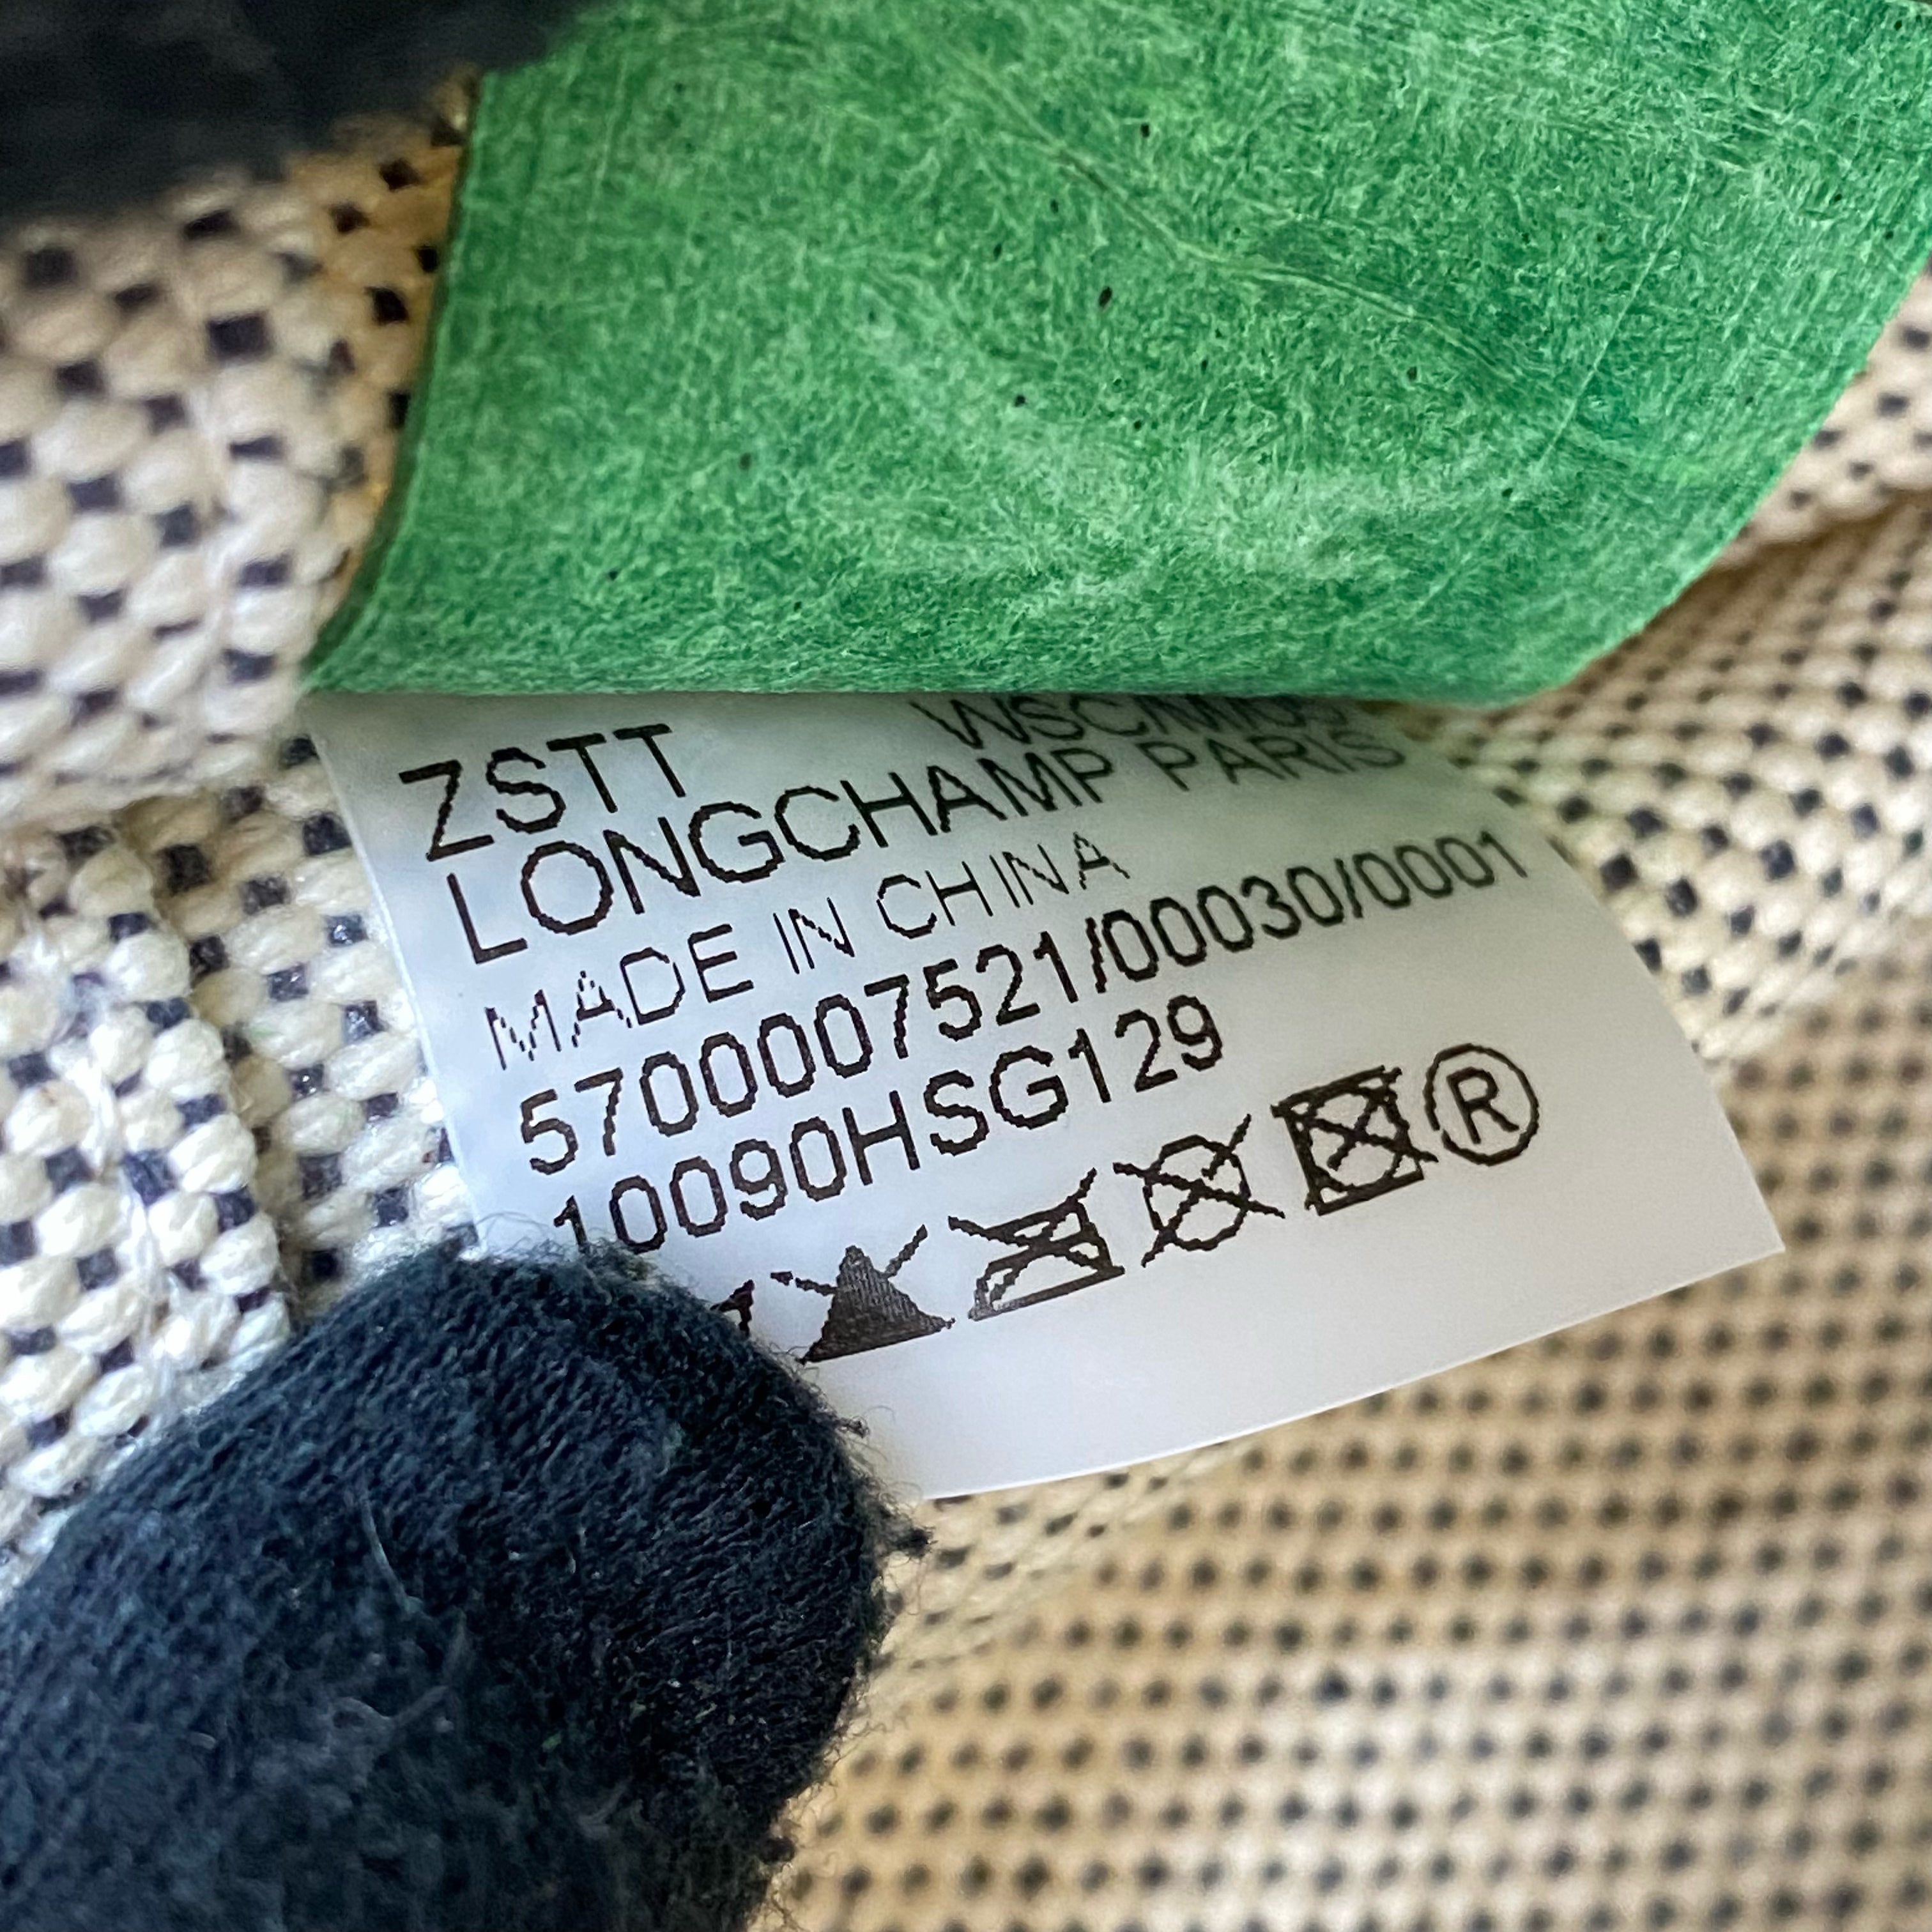 ZSTT
LONGCHAMP PARIS
MADE IN CHINA
5700007521/00030/0001
10090HSG129
Ⓡ